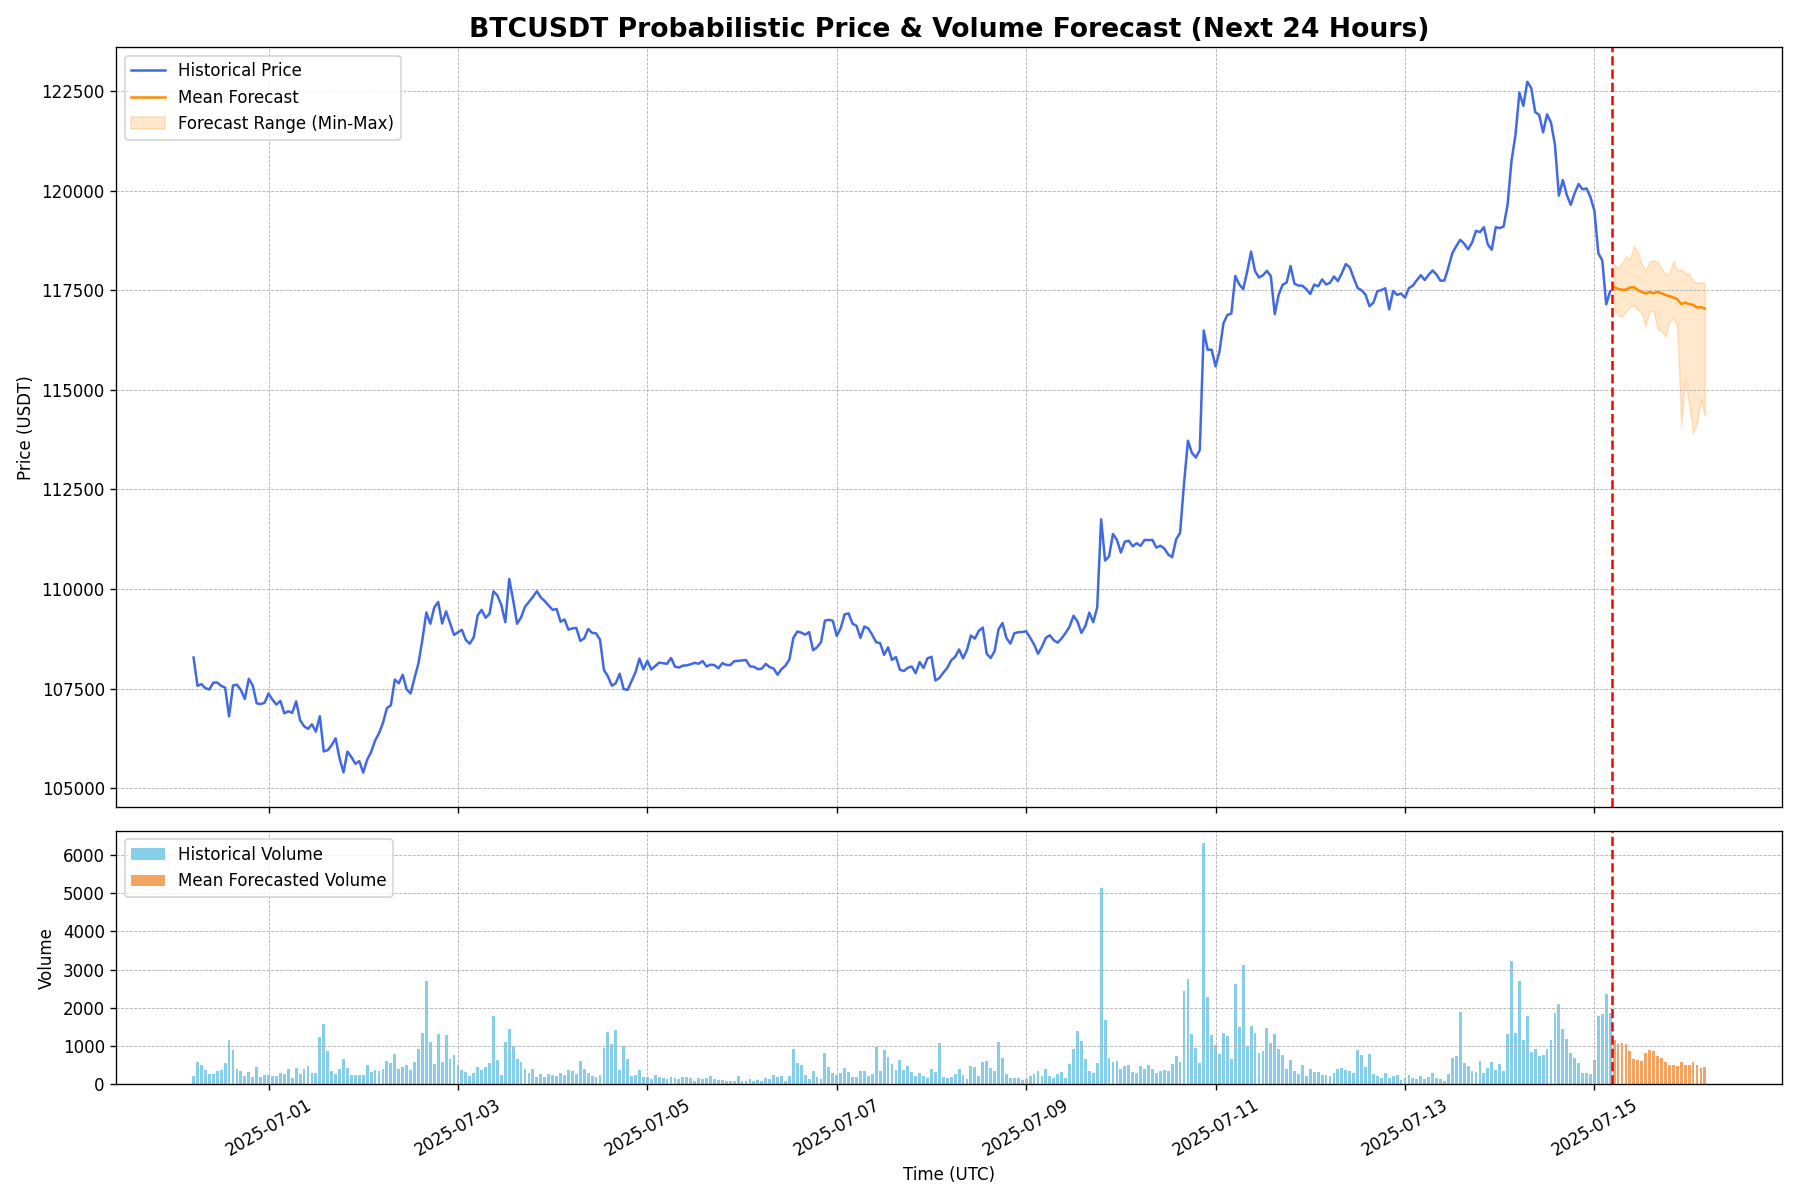 BTCUSDT Probabilistic Price & Volume Forecast (Next 24 Hours)
Historical Price
Mean Forecast
Forecast Range (Min-Max)
122500
120000
117500
115000
112500
110000
107500
105000
Price (USDT)
Historical Volume
Mean Forecasted Volume
6000
5000
4000
3000
2000
1000
0
Volume
2025-07-01
2025-07-03
2025-07-05
2025-07-07
2025-07-09
2025-07-11
2025-07-13
2025-07-15
Time (UTC)